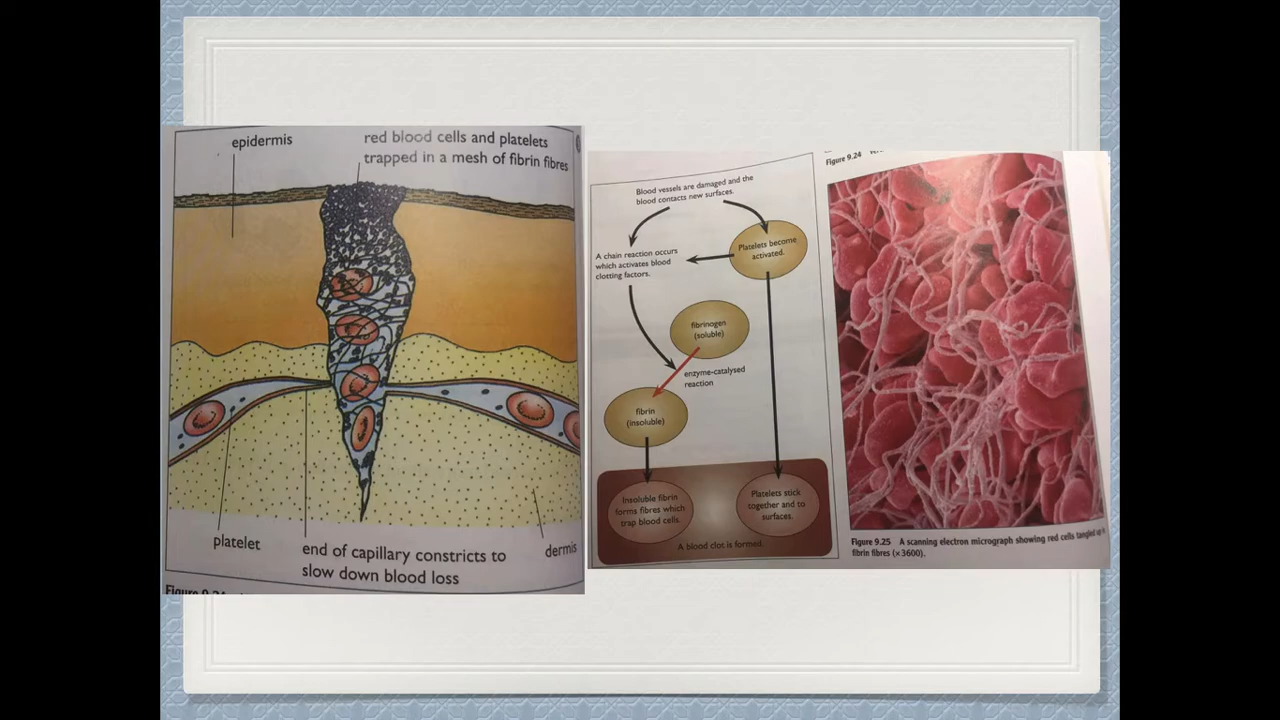 epidermis
red blood cells and platelets
trapped in a mesh of fibrin fibres
platelet
end of capillary constricts to
slow down blood loss
dermis
Blood vessels are damaged and the
blood contacts new surfaces.
A chain reaction occurs
which activates blood
clotting factors.
Platelets become
activated.
fibrinogen
(soluble)
enzyme-catalysed
reaction
fibrin
(insoluble)
Insoluble fibrin
forms fibres which
trap blood cells.
Platelets stick
together and to
surfaces.
A blood clot is formed.
Figure 9.24
Figure 9.25 A scanning electron micrograph showing red cells tangled
fibrin fibres (×3600).